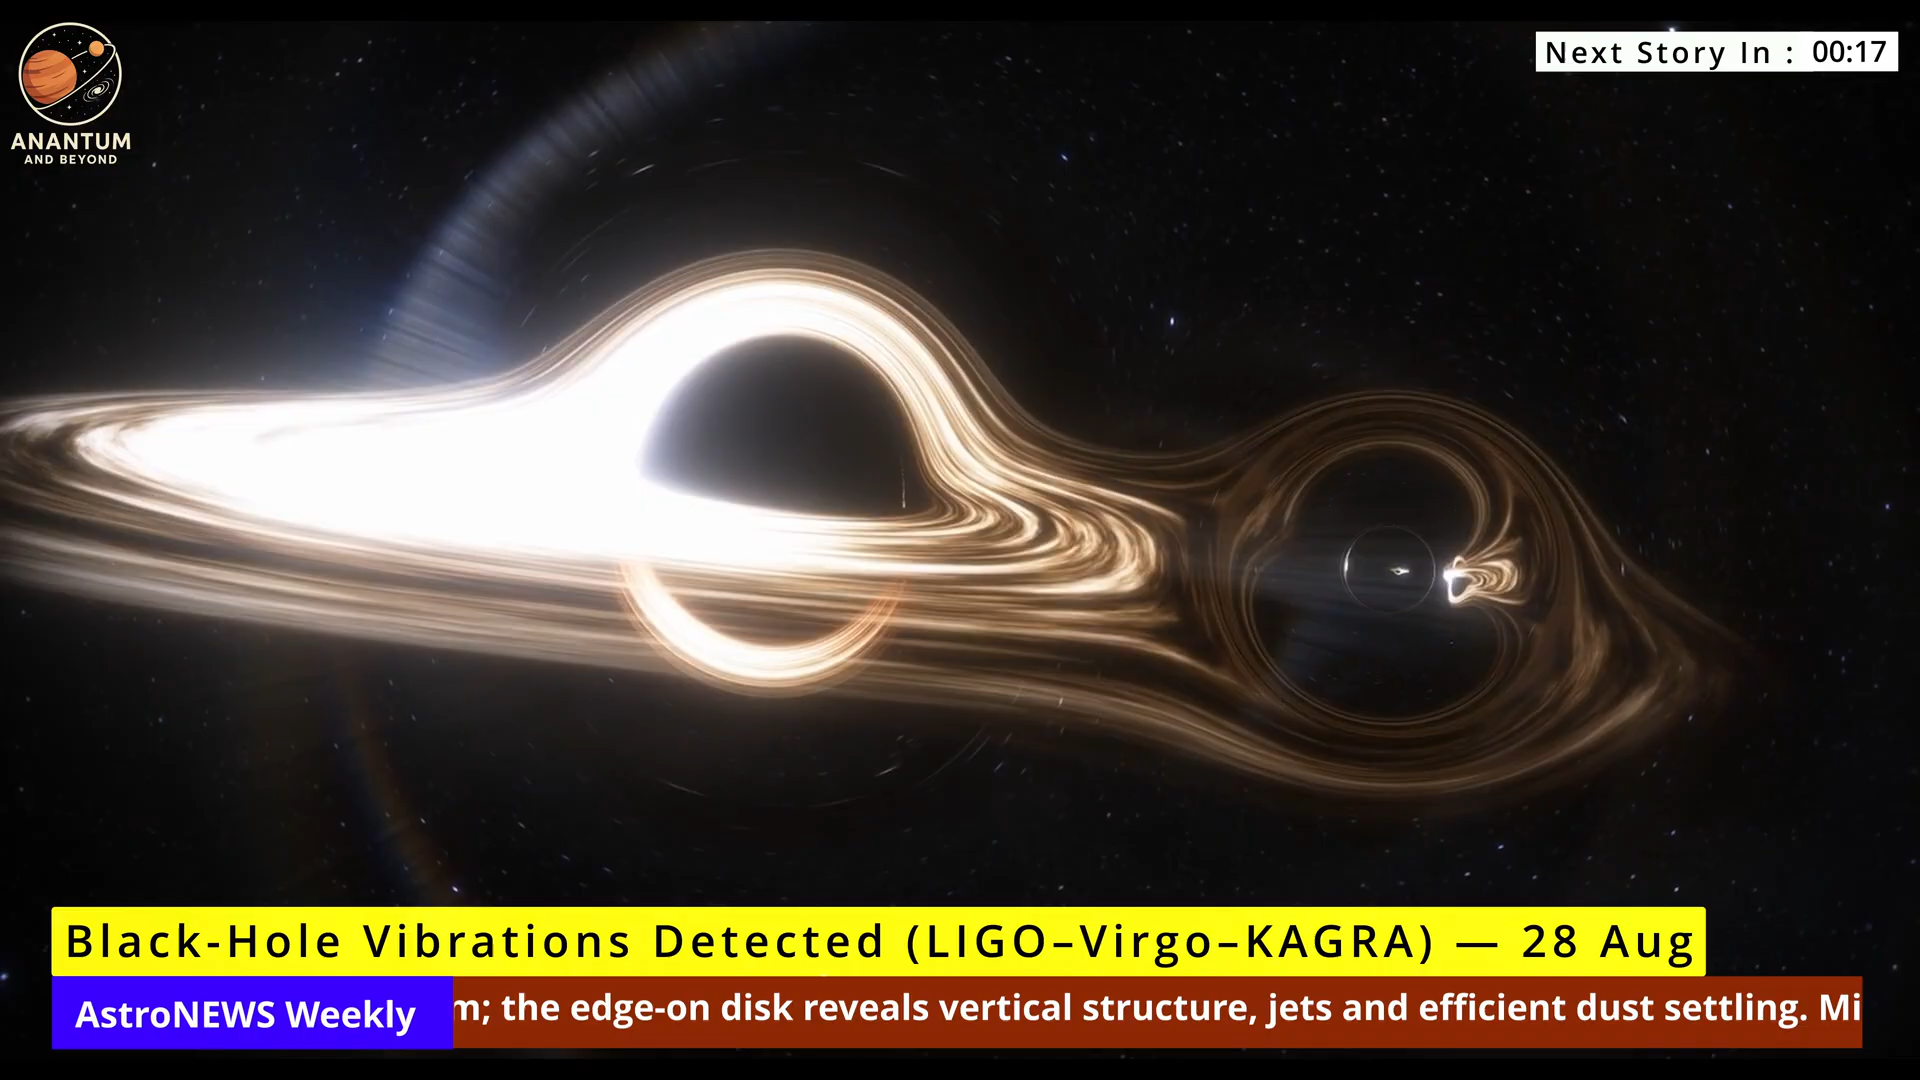 ANANTUM
AND BEYOND
Next Story In : 00:17
Black-Hole Vibrations Detected (LIGO–Virgo–KAGRA) — 28 Aug
AstroNEWS Weekly
m; the edge-on disk reveals vertical structure, jets and efficient dust settling. Mi